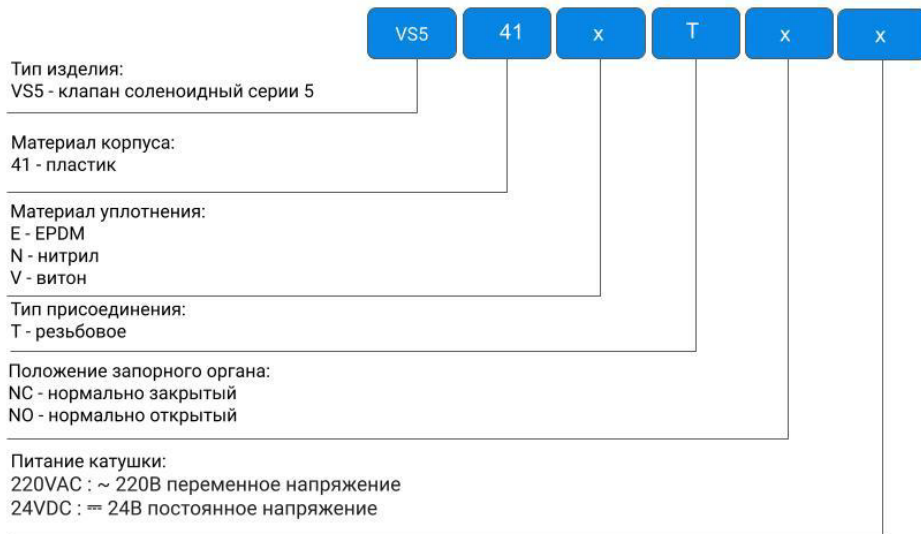 VS5 41 x T x x
Тип изделия:
VS5 - клапан соленоидный серии 5
Материал корпуса:
41 - пластик
Материал уплотнения:
E - EPDM
N - нитрил
V - витон
Тип присоединения:
T - резьбовое
Положение запорного органа:
NC - нормально закрытый
NO - нормально открытый
Питание катушки:
220VAC : ~ 220В переменное напряжение
24VDC : ⎓ 24В постоянное напряжение